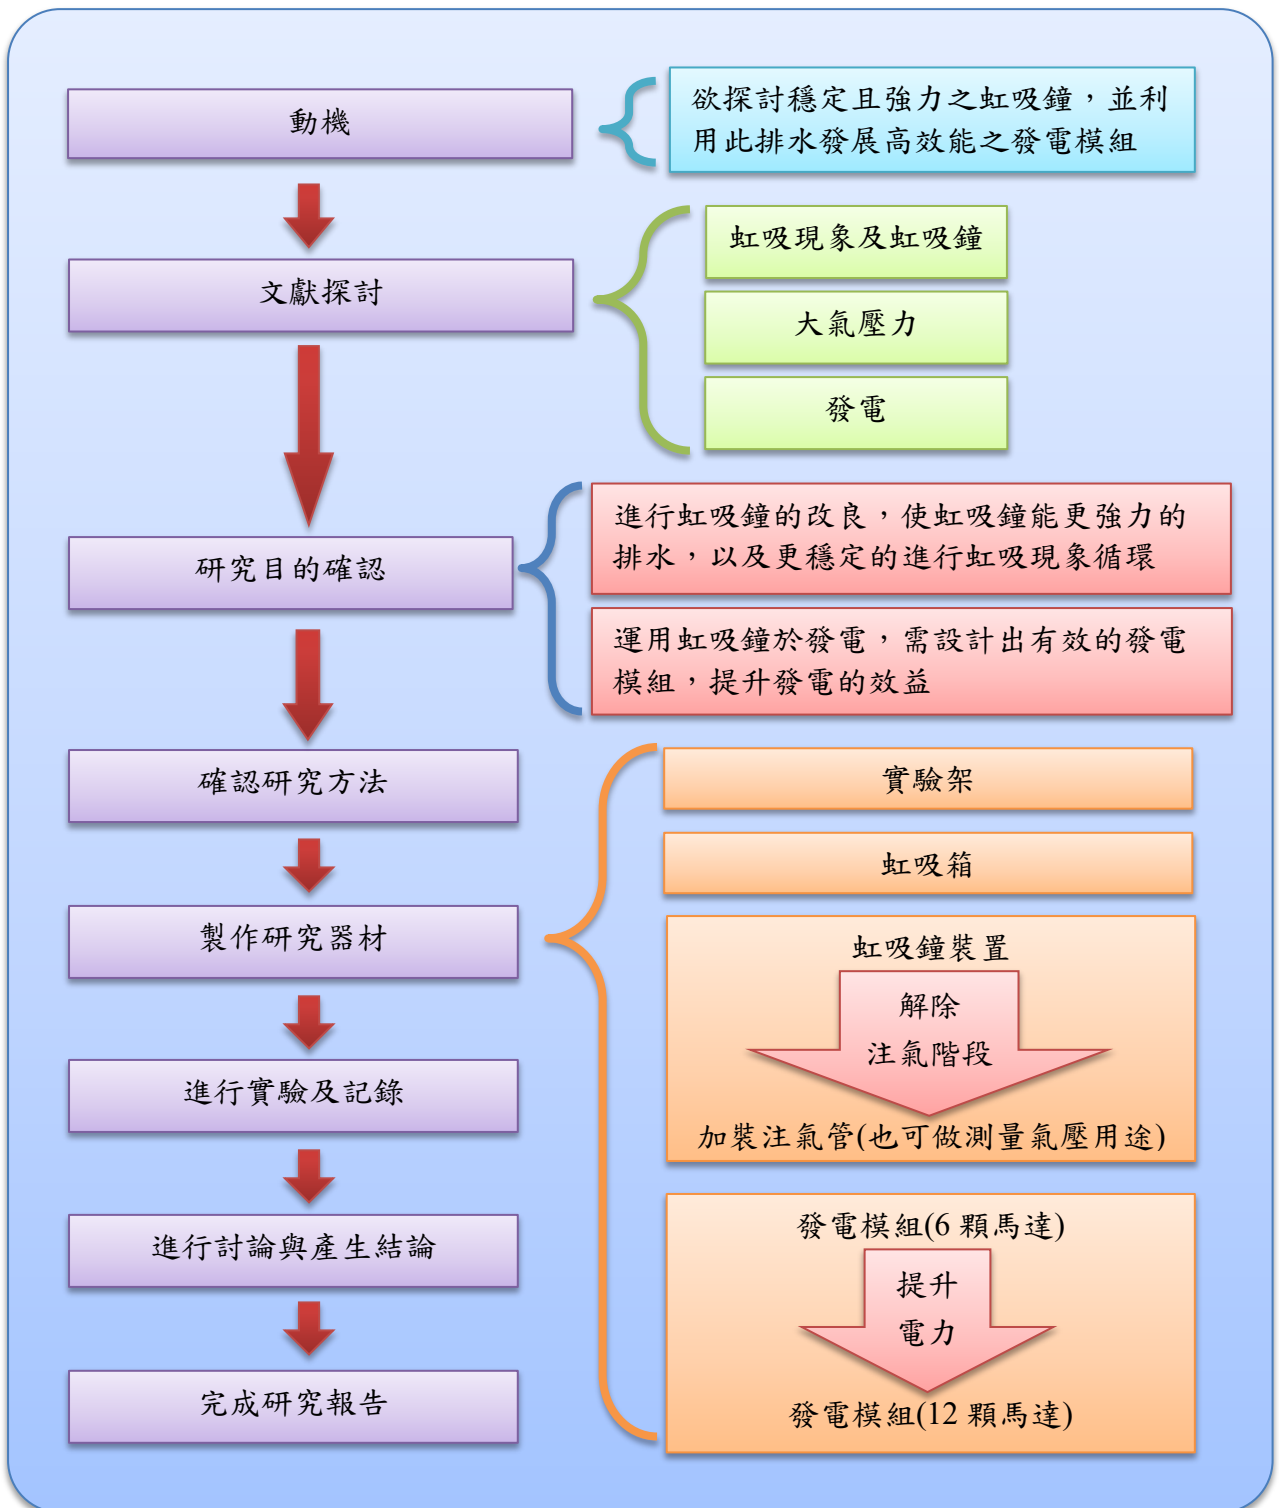 動機
欲探討穩定且強力之虹吸鐘，並利
用此排水發展高效能之發電模組
文獻探討
虹吸現象及虹吸鐘
大氣壓力
發電
研究目的確認
進行虹吸鐘的改良，使虹吸鐘能更強力的
排水，以及更穩定的進行虹吸現象循環
運用虹吸鐘於發電，需設計出有效的發電
模組，提升發電的效益
確認研究方法
製作研究器材
實驗架
虹吸箱
虹吸鐘裝置
解除
注氣階段
加裝注氣管(也可做測量氣壓用途)
發電模組(6 顆馬達)
提升
電力
發電模組(12 顆馬達)
進行實驗及記錄
進行討論與產生結論
完成研究報告